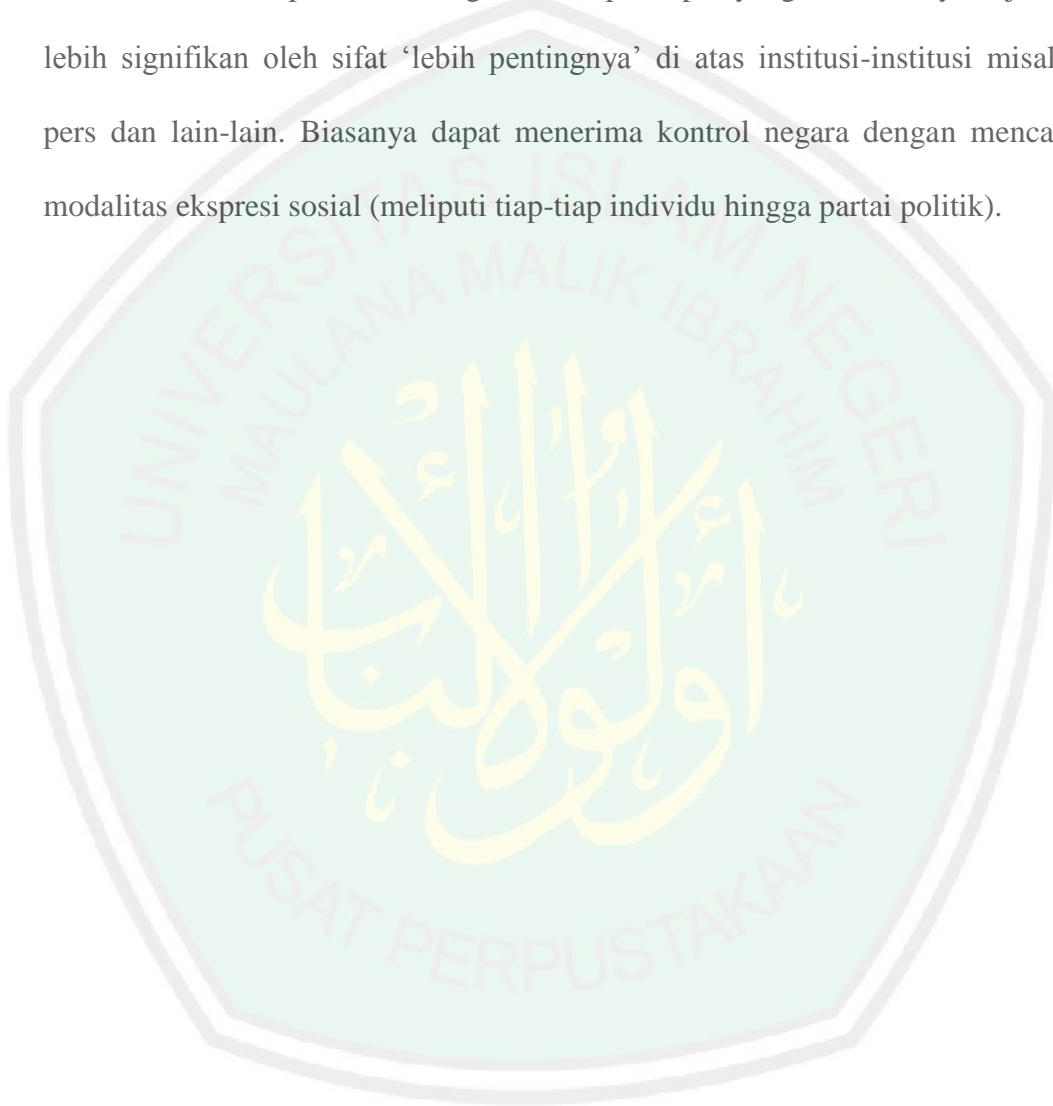 lebih signifikan oleh sifat ‘lebih pentingnya’ di atas institusi-institusi misal
pers dan lain-lain. Biasanya dapat menerima kontrol negara dengan menca
modalitas ekspresi sosial (meliputi tiap-tiap individu hingga partai politik).
UNIVERSITAS ISLAM NEGERI
MAULANA MALIK IBRAHIM
أولوا الألباب
PUSAT PERPUSTAKAAN